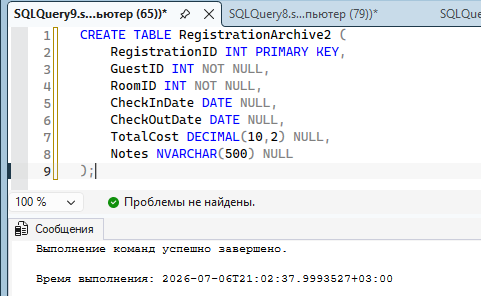 SQLQuery9.s...ьютер (65))* SQLQuery8.s...пьютер (79))* SQLQu
1 CREATE TABLE RegistrationArchive2 (
2 RegistrationID INT PRIMARY KEY,
3 GuestID INT NOT NULL,
4 RoomID INT NOT NULL,
5 CheckInDate DATE NULL,
6 CheckOutDate DATE NULL,
7 TotalCost DECIMAL(10,2) NULL,
8 Notes NVARCHAR(500) NULL
9 );
100 % Проблемы не найдены.
Сообщения
Выполнение команд успешно завершено.
Время выполнения: 2026-07-06T21:02:37.9993527+03:00